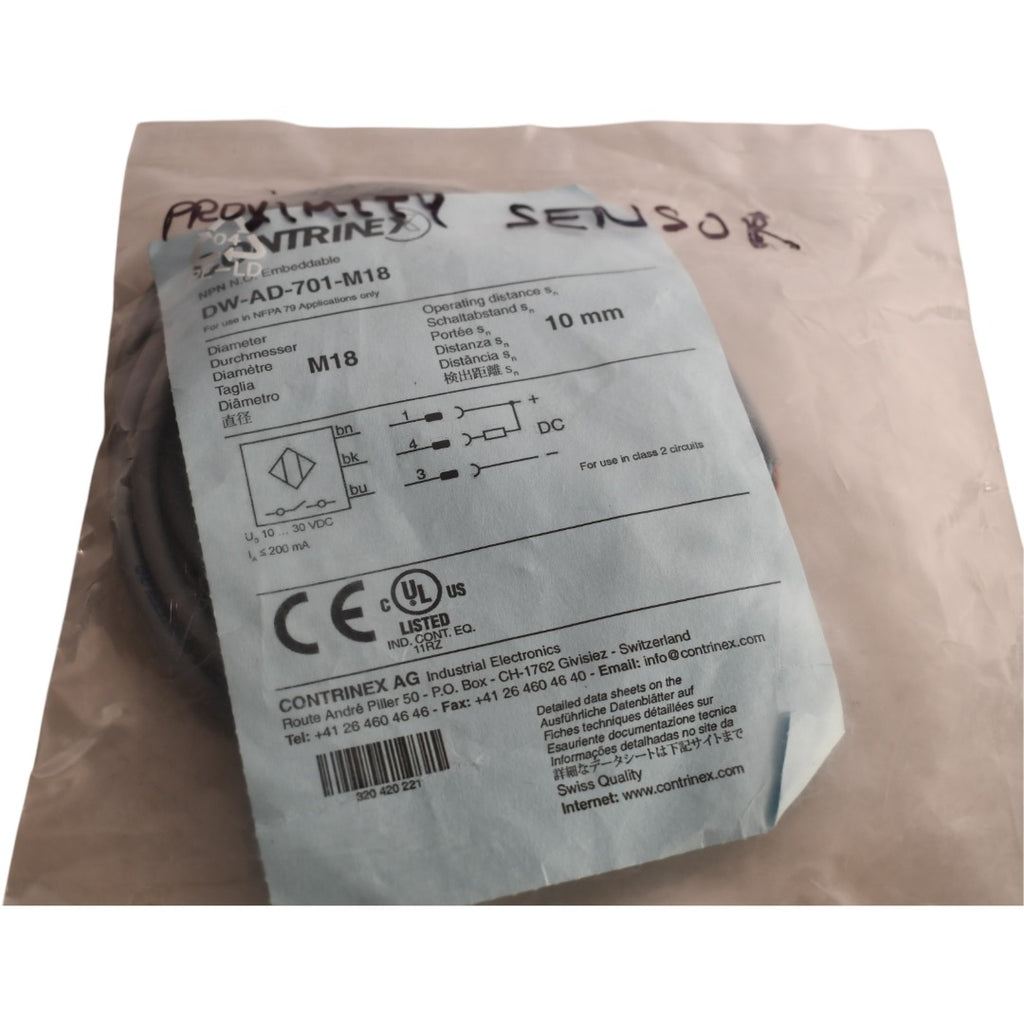 PROXIMITY SENSOR
CONTRINEX
NPN N.O. Embeddable
DW-AD-701-M18
For use in NFPA 79 Applications only
Diameter
Durchmesser
Diamètre
Taglia
Diâmetro
直径
M18
Operating distance sn
Schaltabstand sn
Portée sn
Distanza sn
Distância sn
検出距離 sn
10 mm
bn
bk
bu
1
4
3
+
DC
−
For use in class 2 circuits
UB 10 ... 30 VDC
IA ≤ 200 mA
CE
C UL US
LISTED
IND. CONT. EQ.
11RZ
CONTRINEX AG Industrial Electronics
Route André Piller 50 - P.O. Box - CH-1762 Givisiez - Switzerland
Tel: +41 26 460 46 46 - Fax: +41 26 460 46 40 - Email: info@contrinex.com
320 420 221
Detailed data sheets on the
Ausführliche Datenblätter auf
Fiches techniques détaillées sur
Esauriente documentazione tecnica
Informações detalhadas no site da
詳細なデータシートは下記サイトまで
Swiss Quality
Internet: www.contrinex.com